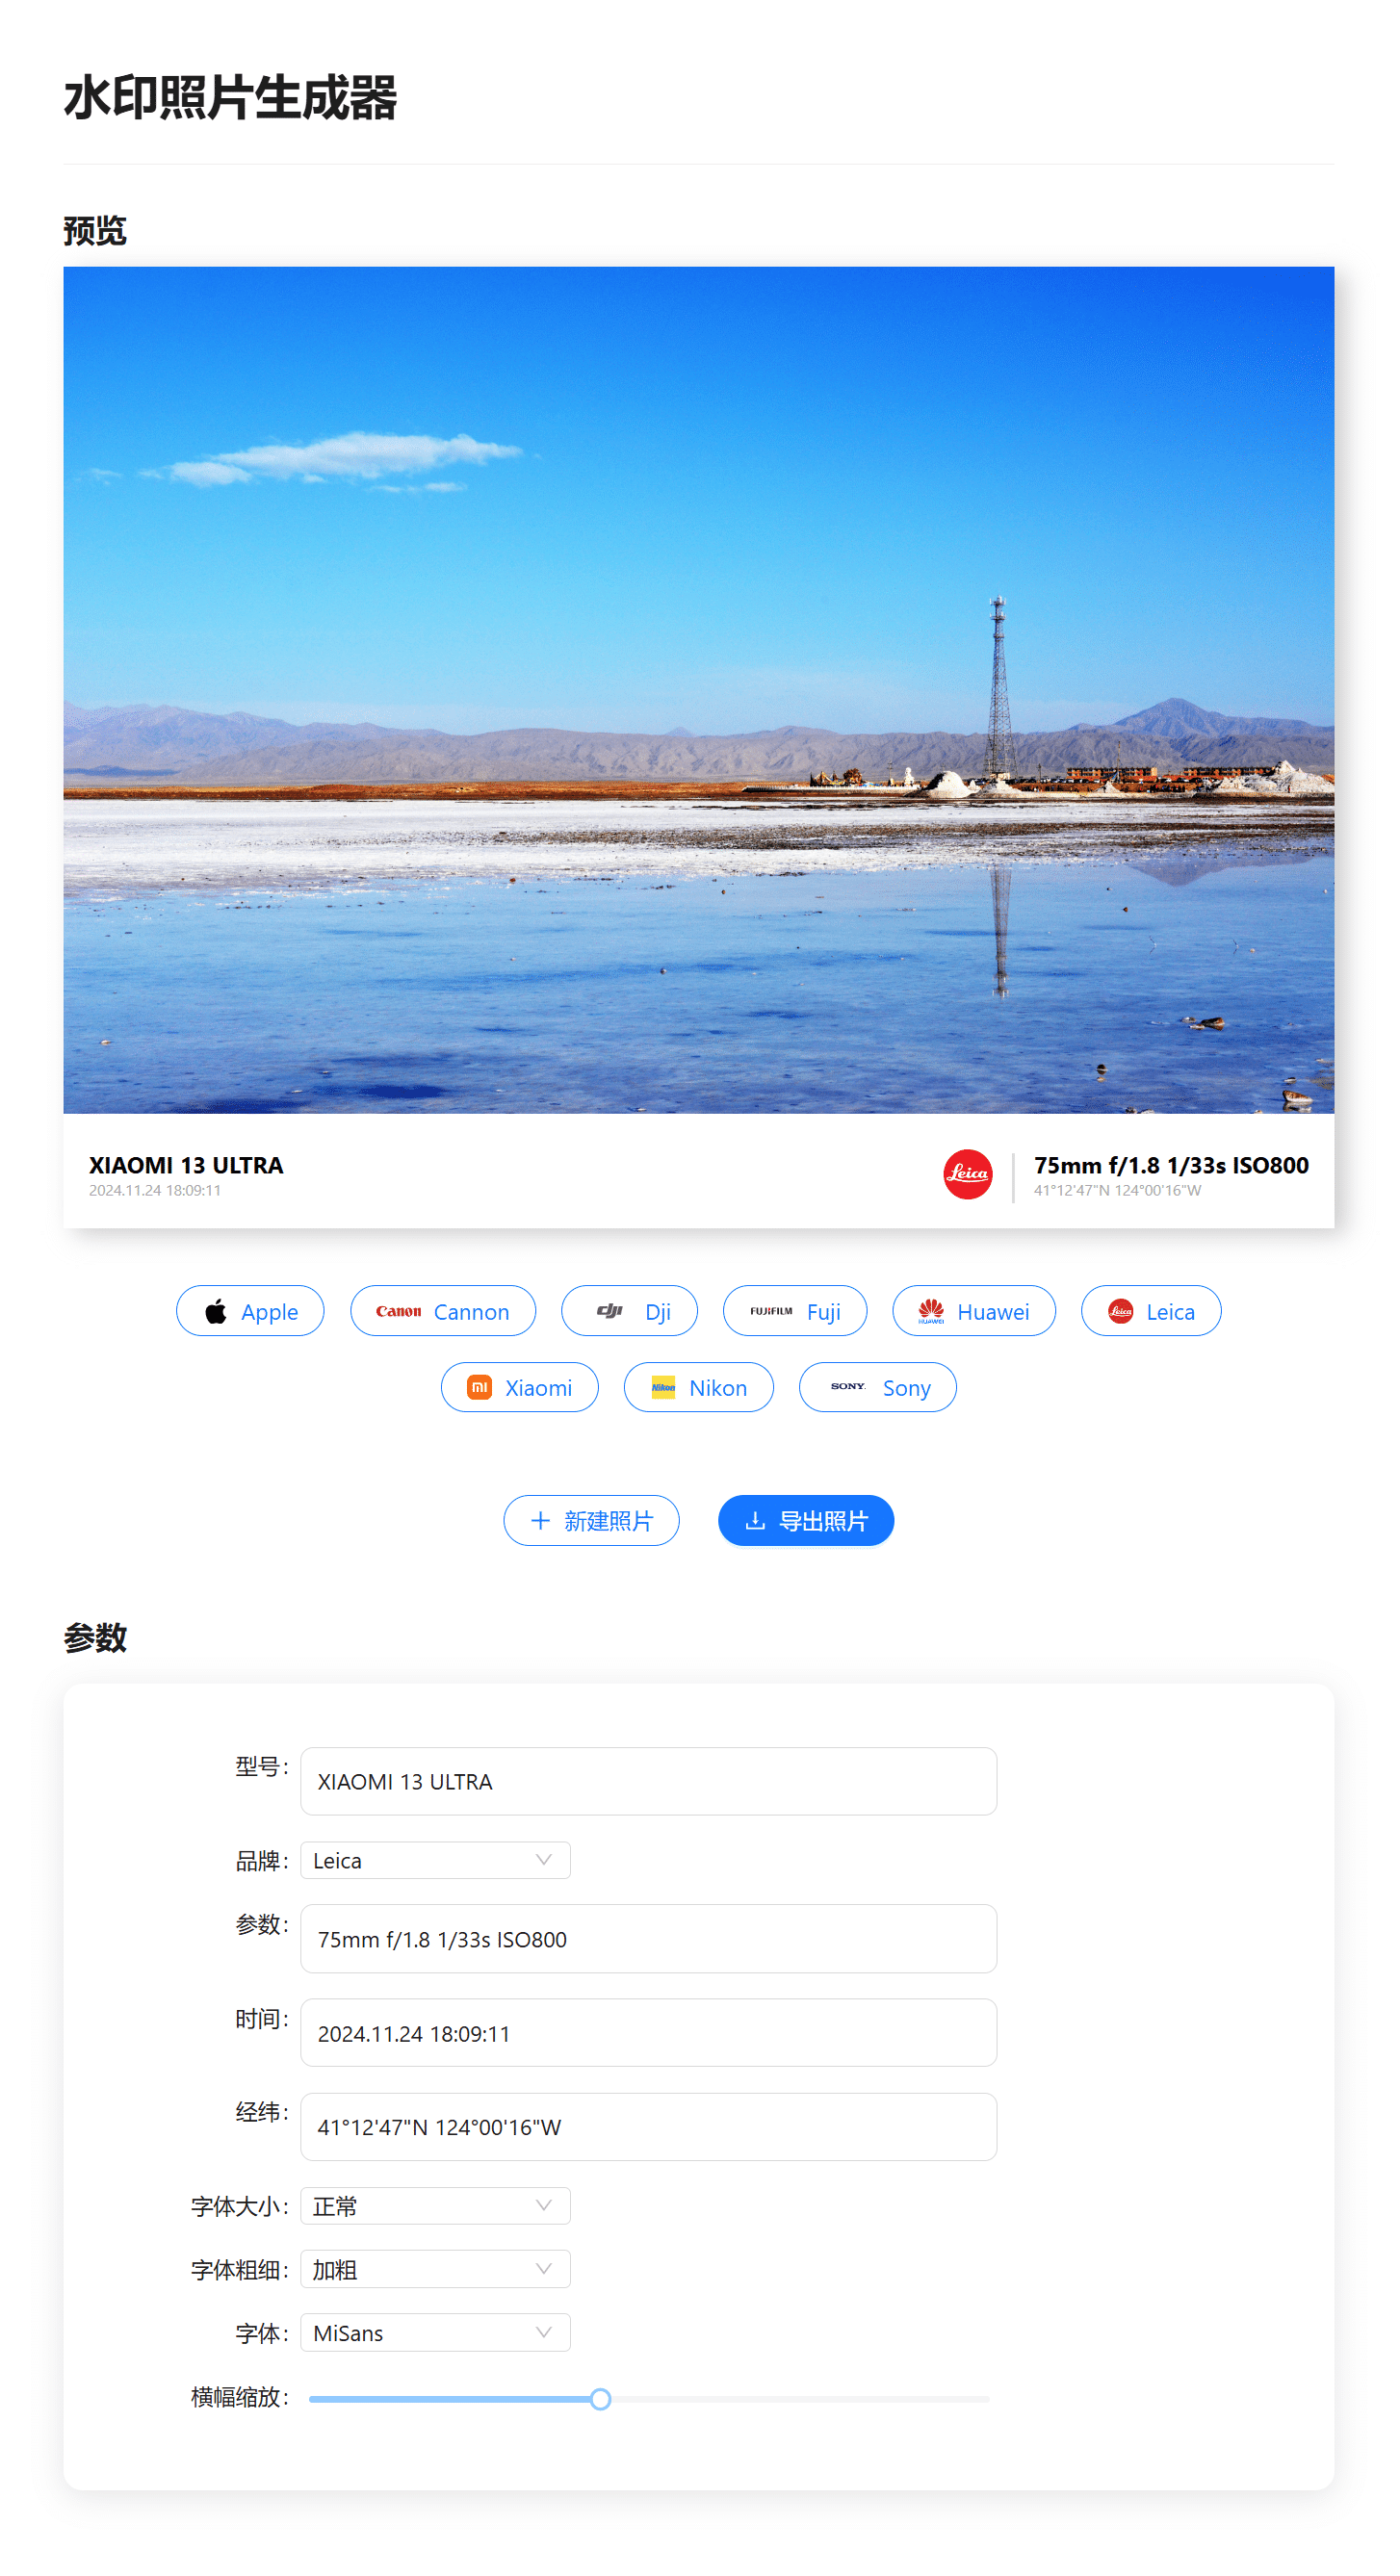 水印照片生成器
预览
XIAOMI 13 ULTRA
2024.11.24 18:09:11
Leica
75mm f/1.8 1/33s ISO800
41°12'47"N 124°00'16"W
Apple
Canon Cannon
dji Dji
FUJIFILM Fuji
HUAWEI Huawei
Leica Leica
mi Xiaomi
Nikon Nikon
SONY. Sony
新建照片
导出照片
参数
型号:
XIAOMI 13 ULTRA
品牌:
Leica
参数:
75mm f/1.8 1/33s ISO800
时间:
2024.11.24 18:09:11
经纬:
41°12'47"N 124°00'16"W
字体大小:
正常
字体粗细:
加粗
字体:
MiSans
横幅缩放: